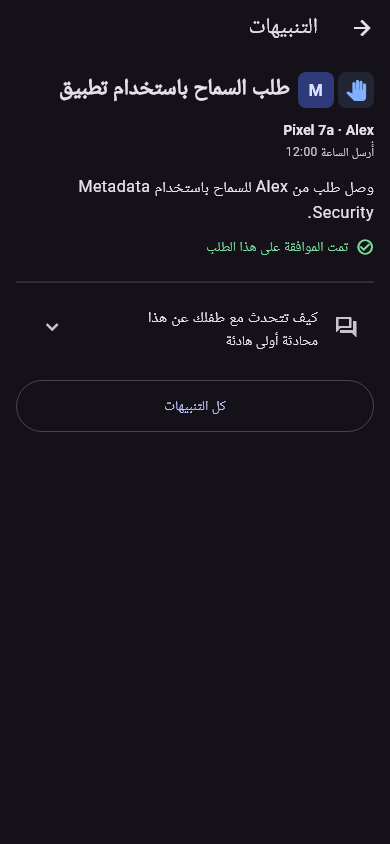 التنبيهات
M
طلب السماح باستخدام تطبيق
Pixel 7a · Alex
أُرسل الساعة 12:00
وصل طلب من Alex للسماح باستخدام Metadata
Security.
تمت الموافقة على هذا الطلب
كيف تتحدث مع طفلك عن هذا
محادثة أولى هادئة
كل التنبيهات